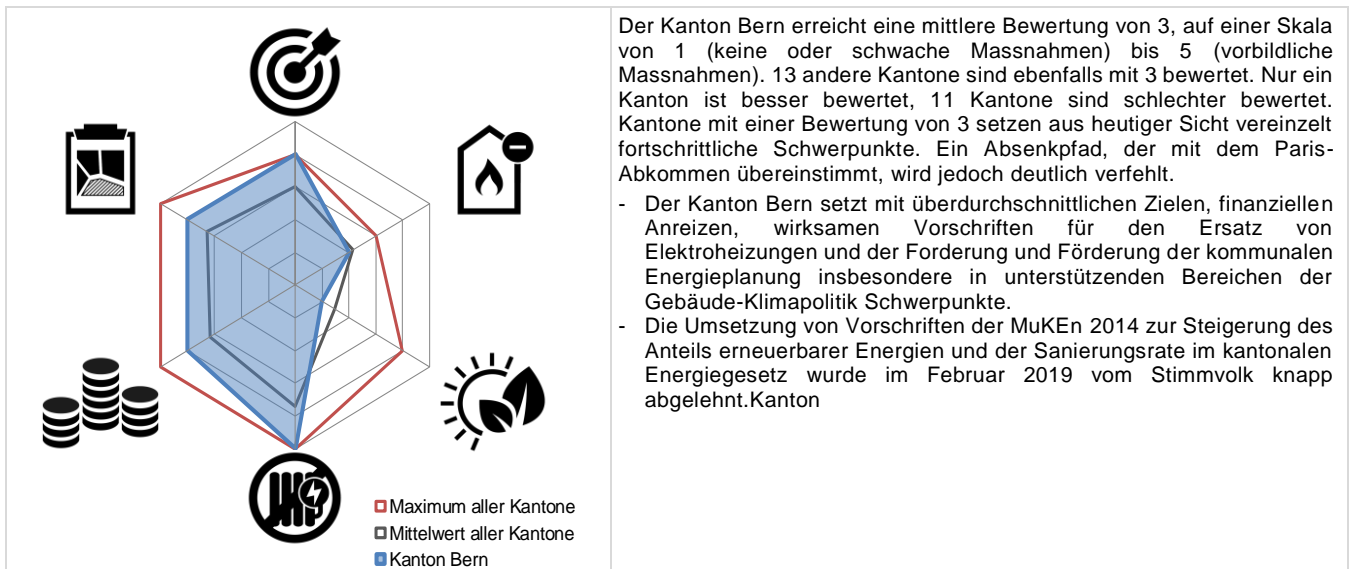 Maximum aller Kantone
Mittelwert aller Kantone
Kanton Bern
Der Kanton Bern erreicht eine mittlere Bewertung von 3, auf einer Skala
von 1 (keine oder schwache Massnahmen) bis 5 (vorbildliche
Massnahmen). 13 andere Kantone sind ebenfalls mit 3 bewertet. Nur ein
Kanton ist besser bewertet, 11 Kantone sind schlechter bewertet.
Kantone mit einer Bewertung von 3 setzen aus heutiger Sicht vereinzelt
fortschrittliche Schwerpunkte. Ein Absenkpfad, der mit dem Paris-
Abkommen übereinstimmt, wird jedoch deutlich verfehlt.
- Der Kanton Bern setzt mit überdurchschnittlichen Zielen, finanziellen
Anreizen, wirksamen Vorschriften für den Ersatz von
Elektroheizungen und der Forderung und Förderung der kommunalen
Energieplanung insbesondere in unterstützenden Bereichen der
Gebäude-Klimapolitik Schwerpunkte.
- Die Umsetzung von Vorschriften der MuKEn 2014 zur Steigerung des
Anteils erneuerbarer Energien und der Sanierungsrate im kantonalen
Energiegesetz wurde im Februar 2019 vom Stimmvolk knapp
abgelehnt.Kanton